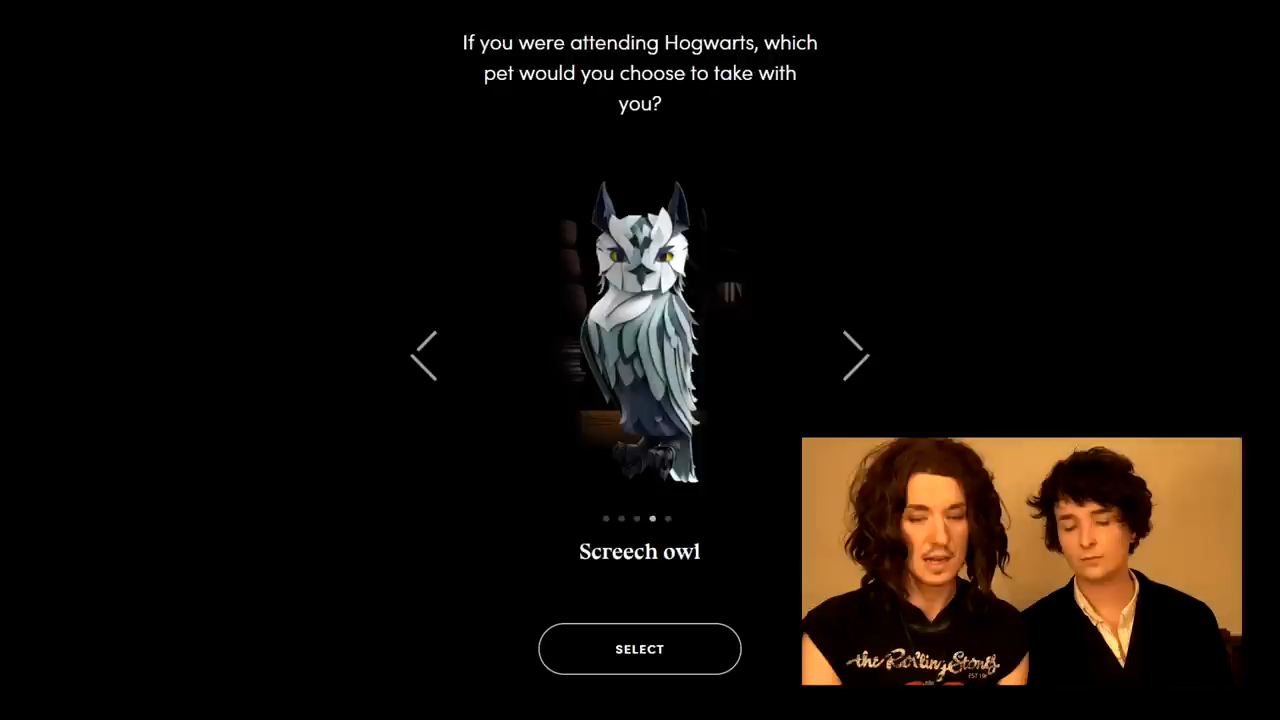 If you were attending Hogwarts, which
pet would you choose to take with
you?
Screech owl
SELECT
the Rolling Stones